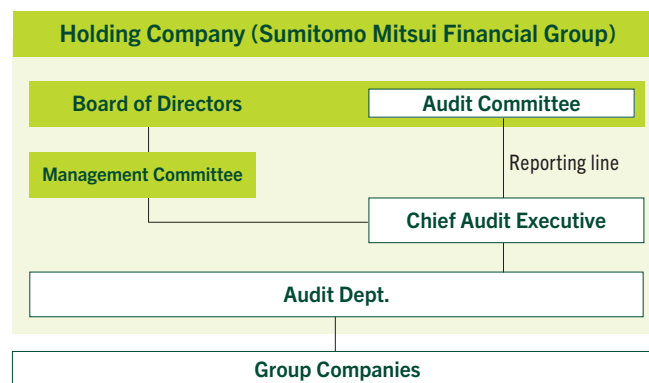 Holding Company (Sumitomo Mitsui Financial Group)
Board of Directors
Audit Committee
Reporting line
Management Committee
Chief Audit Executive
Audit Dept.
Group Companies